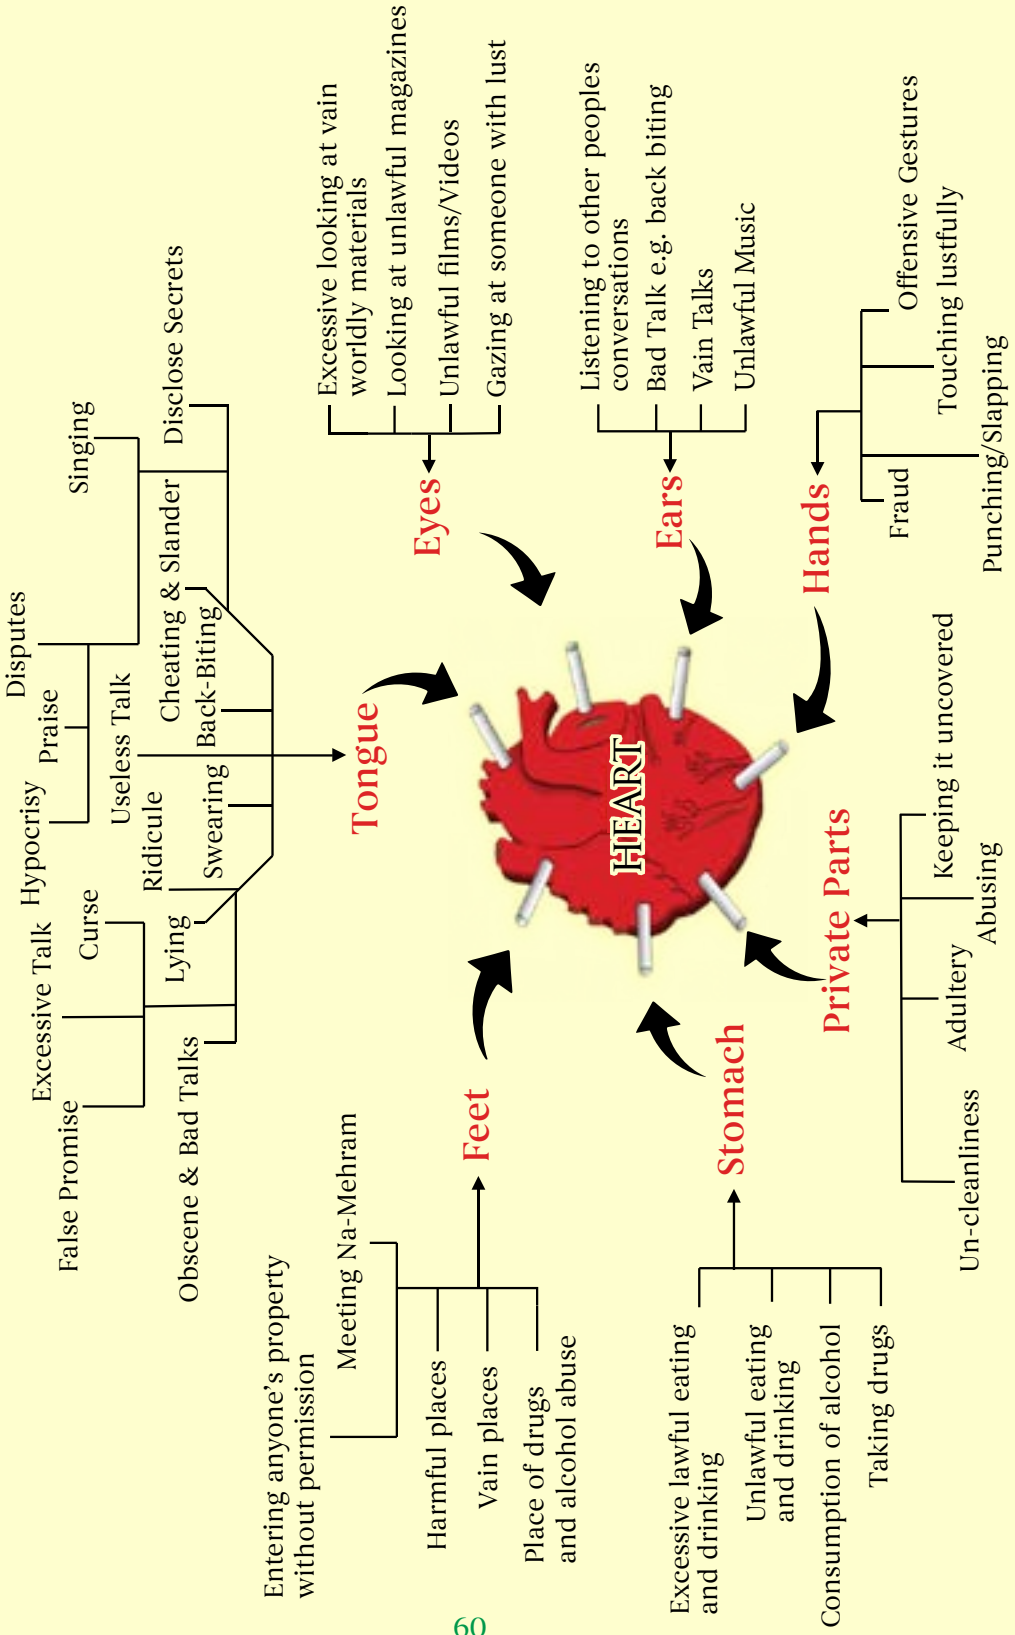 Disputes
Singing
Praise
Hypocrisy
Excessive Talk
False Promise
Curse
Useless Talk
Ridicule
Disclose Secrets
Cheating & Slander
Back-Biting
Swearing
Lying
Obscene & Bad Talks
Tongue
Excessive looking at vain
worldly materials
Looking at unlawful magazines
Unlawful films/Videos
Gazing at someone with lust
Eyes
Listening to other peoples
conversations
Bad Talk e.g. back biting
Vain Talks
Unlawful Music
Ears
Hands
Offensive Gestures
Touching lustfully
Fraud
Punching/Slapping
HEART
Entering anyone’s property
without permission
Meeting Na-Mehram
Harmful places
Vain places
Place of drugs
and alcohol abuse
Feet
Stomach
Excessive lawful eating
and drinking
Unlawful eating
and drinking
Consumption of alcohol
Taking drugs
Private Parts
Keeping it uncovered
Abusing
Adultery
Un-cleanliness
60